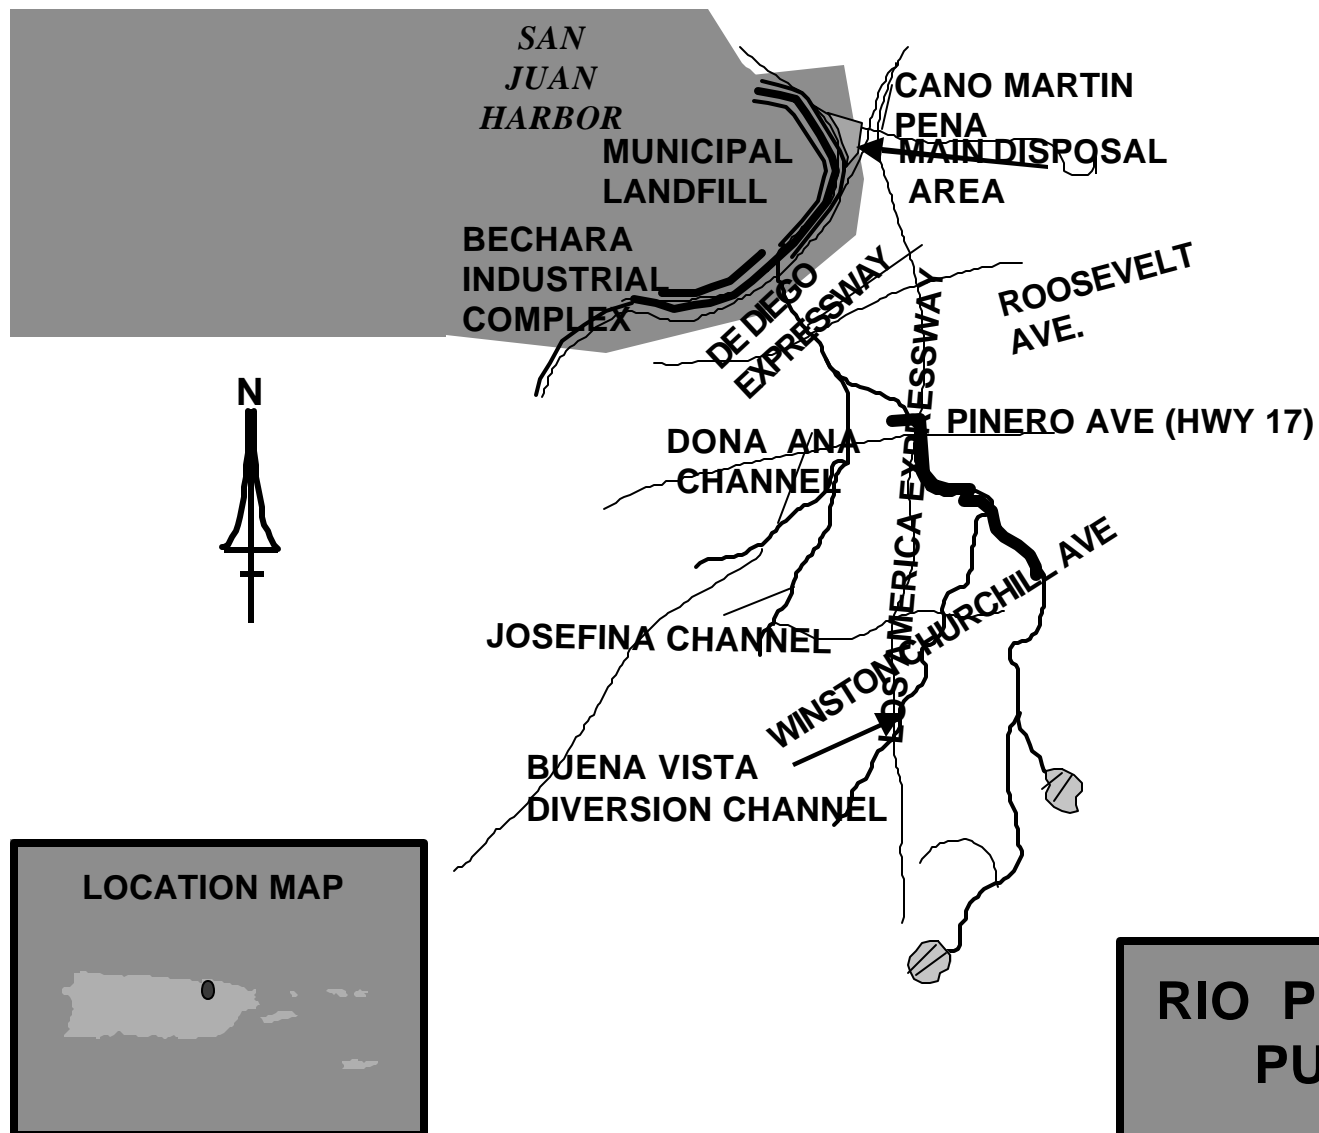 SAN
JUAN
HARBOR
CANO MARTIN
PENA
MUNICIPAL
LANDFILL
MAIN DISPOSAL
AREA
BECHARA
INDUSTRIAL
COMPLEX
DE DIEGO
EXPRESSWAY
ROOSEVELT
AVE.
N
PINERO AVE (HWY 17)
DONA ANA
CHANNEL
LOS AMERICA EXPRESSWAY
JOSEFINA CHANNEL
WINSTON CHURCHILL AVE
BUENA VISTA
DIVERSION CHANNEL
LOCATION MAP
RIO P
PU